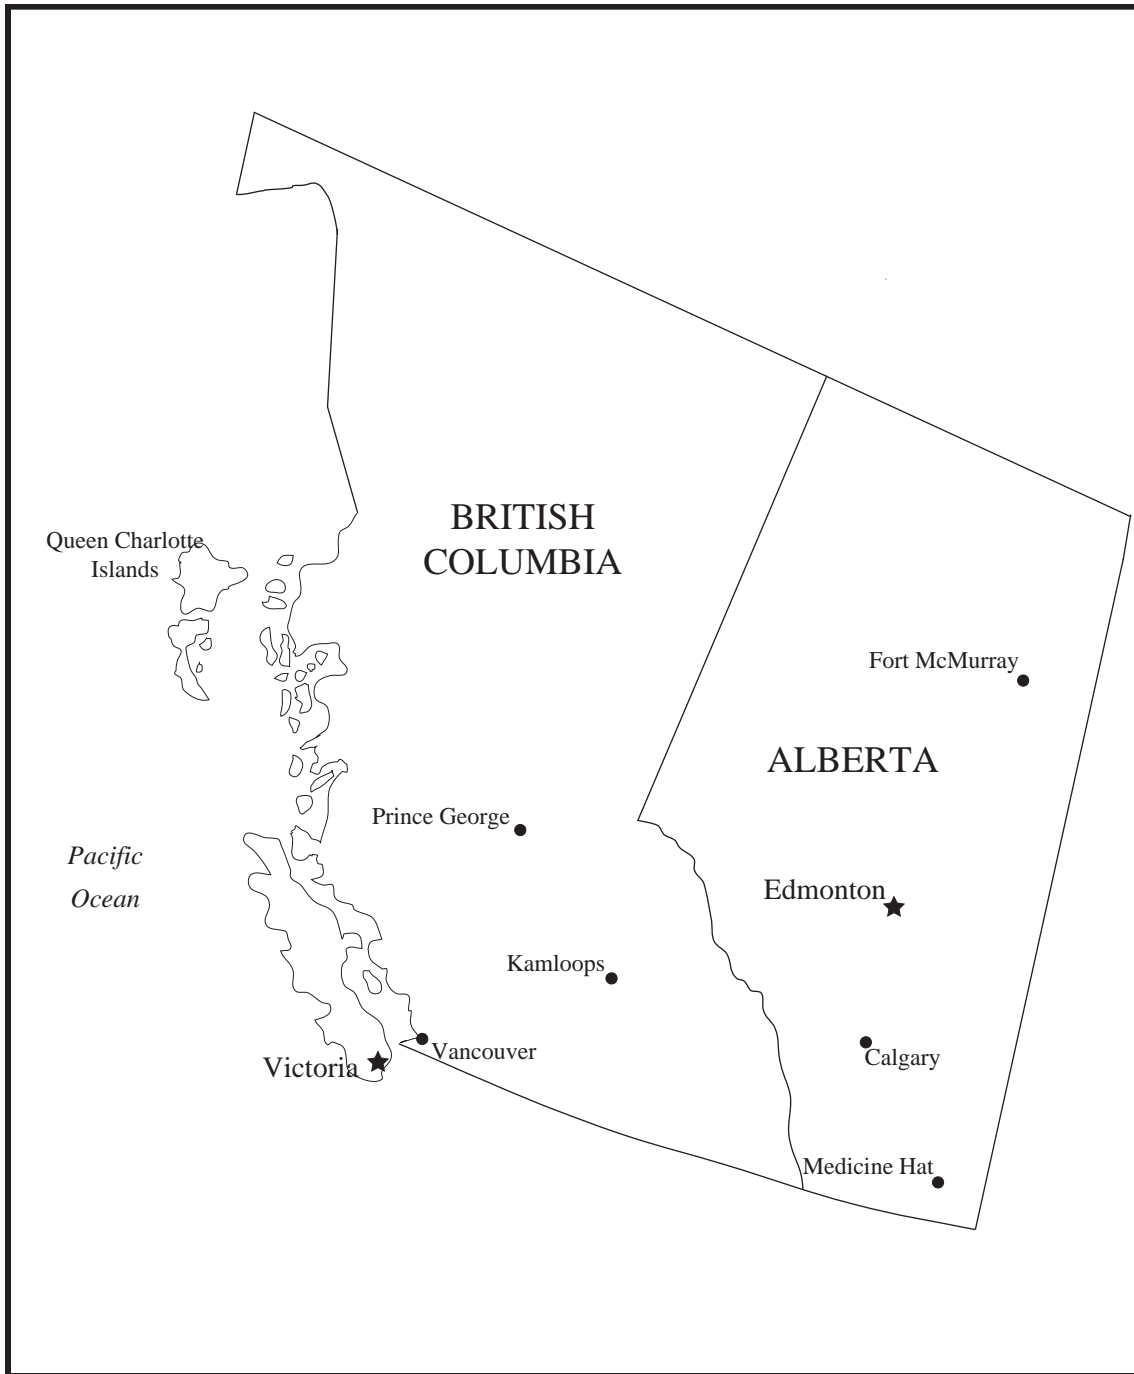 BRITISH
COLUMBIA
Queen Charlotte
Islands
Fort McMurray
ALBERTA
Prince George
Pacific
Ocean
Edmonton
Kamloops
Vancouver
Victoria
Calgary
Medicine Hat